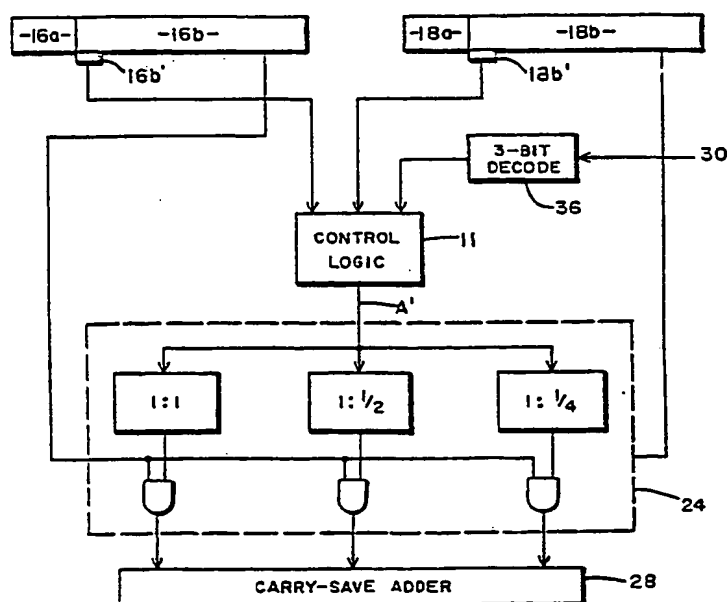 -16a- -16b- -18a- -18b-
16b' 18b'
3-BIT
DECODE
30
36
CONTROL
LOGIC
11
A'
1:1 1:1/2 1:1/4
24
CARRY-SAVE ADDER 28